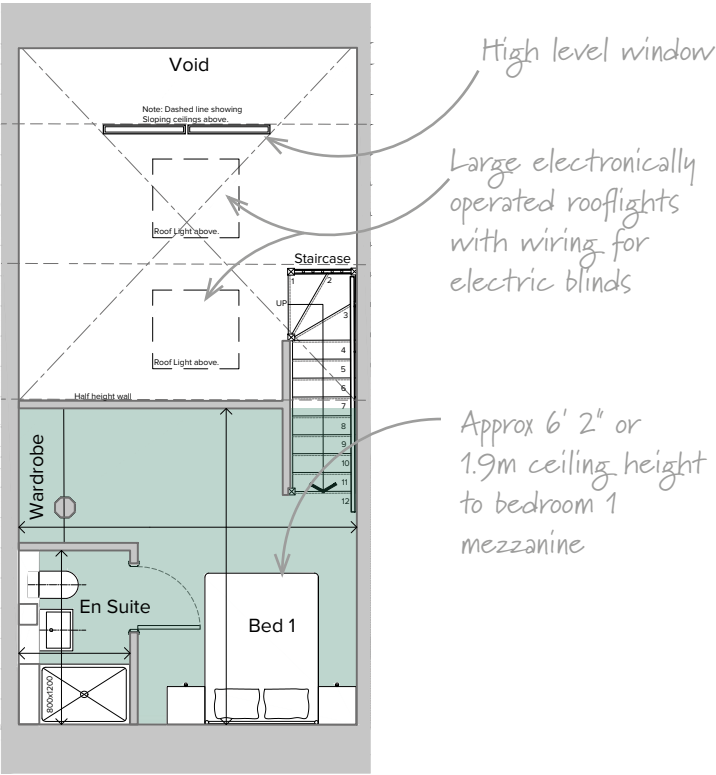 Void
High level window
Note: Dashed line showing
Sloping ceilings above.
Large electronically
operated rooflights
with wiring for
electric blinds
Roof Light above.
Staircase
1
2
UP
3
Roof Light above.
4
5
6
Half height wall
7
8
9
10
11
12
Approx 6' 2" or
1.9m ceiling height
to bedroom 1
mezzanine
Wardrobe
En Suite
Bed 1
800x1200